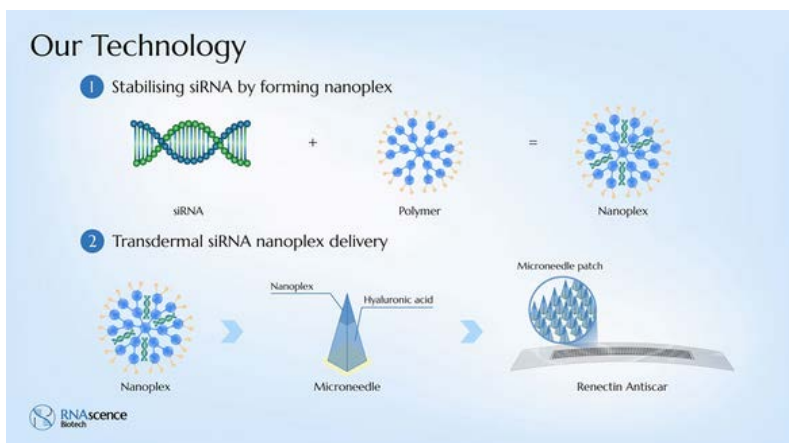 Our Technology
1 Stabilising siRNA by forming nanoplex
+ =
siRNA Polymer Nanoplex
2 Transdermal siRNA nanoplex delivery
Microneedle patch
Nanoplex
Hyaluronic acid
Nanoplex Microneedle Renectin Antiscar
RNAscence
Biotech